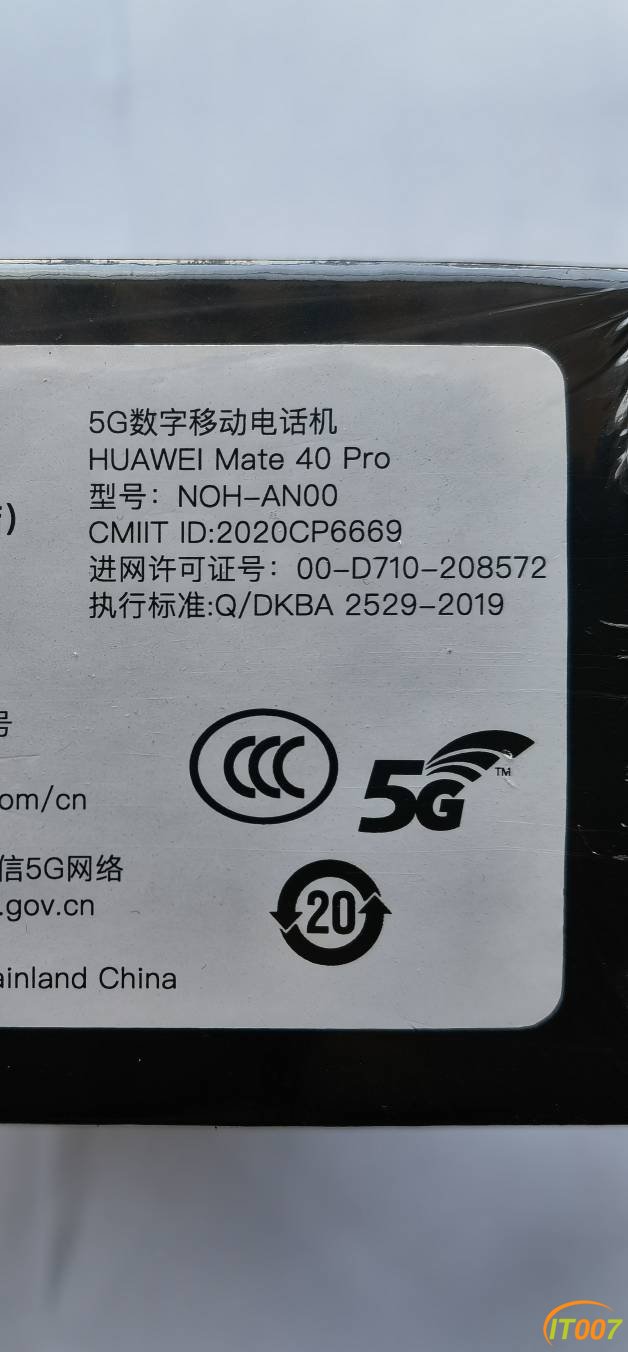 5G数字移动电话机
HUAWEI Mate 40 Pro
型号：NOH-AN00
)
CMIIT ID:2020CP6669
进网许可证号：00-D710-208572
执行标准:Q/DKBA 2529-2019
号
CCC
5G TM
om/cn
信5G网络
20
.gov.cn
ainland China
IT007